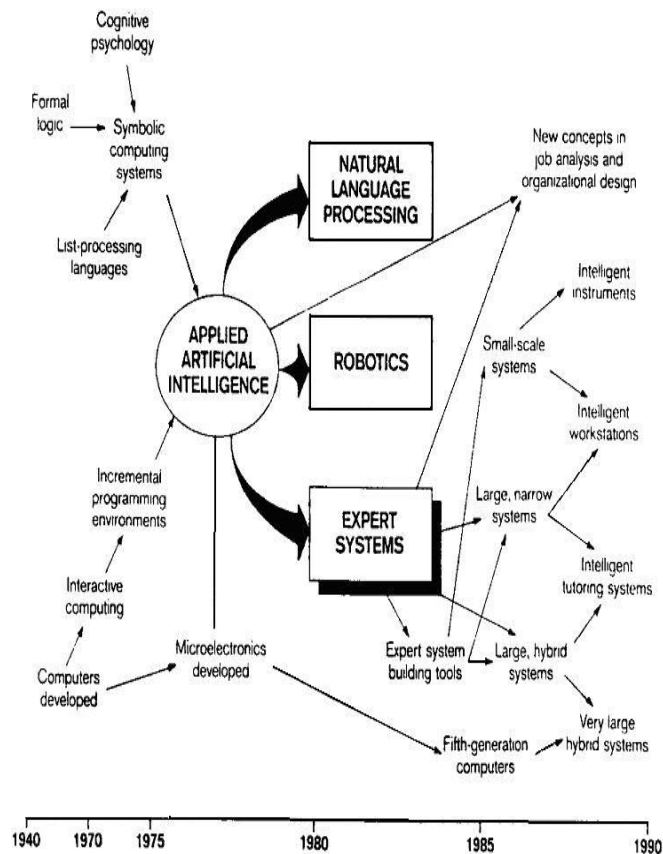 Cognitive
psychology
Formal
logic
Symbolic
computing
systems
List-processing
languages
NATURAL
LANGUAGE
PROCESSING
New concepts in
job analysis and
organizational design
Intelligent
instruments
APPLIED
ARTIFICIAL
INTELLIGENCE
ROBOTICS
Small-scale
systems
Intelligent
workstations
Incremental
programming
environments
EXPERT
SYSTEMS
Large, narrow
systems
Intelligent
tutoring systems
Interactive
computing
Computers
developed
Microelectronics
developed
Expert system
building tools
Large, hybrid
systems
Very large
hybrid systems
Fifth-generation
computers
1940 1970 1975 1980 1985 1990